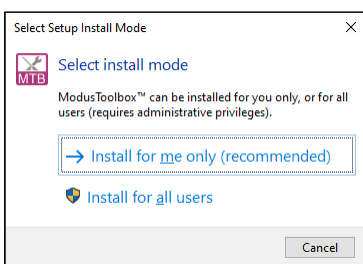 Select Setup Install Mode
MTB
Select install mode
ModusToolbox™ can be installed for you only, or for all
users (requires administrative privileges).
Install for me only (recommended)
Install for all users
Cancel